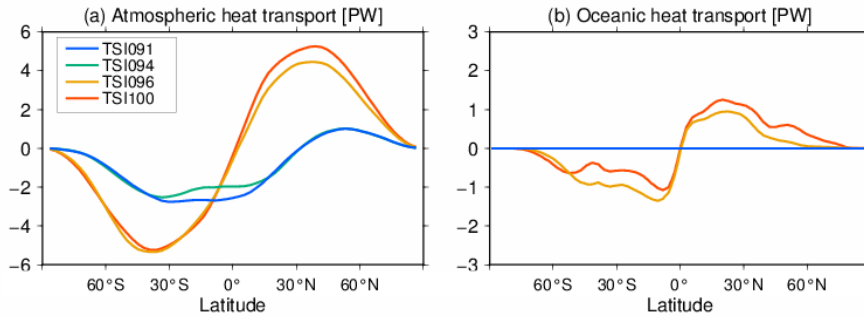 (a) Atmospheric heat transport [PW]
6
4
2
0
−2
−4
−6
TSI091
TSI094
TSI096
TSI100
60°S 30°S 0° 30°N 60°N
Latitude
(b) Oceanic heat transport [PW]
3
2
1
0
−1
−2
−3
60°S 30°S 0° 30°N 60°N
Latitude